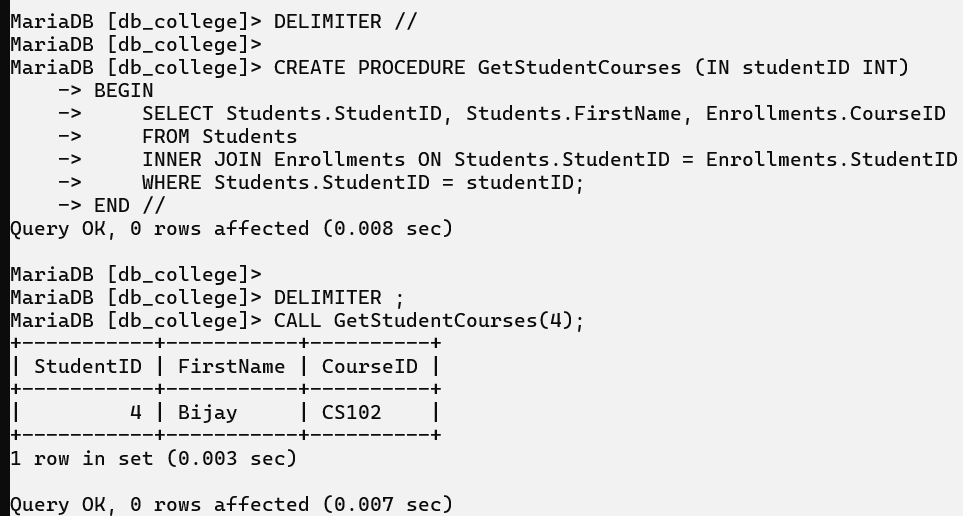 MariaDB [db_college]> DELIMITER //
MariaDB [db_college]>
MariaDB [db_college]> CREATE PROCEDURE GetStudentCourses (IN studentID INT)
    -> BEGIN
    ->     SELECT Students.StudentID, Students.FirstName, Enrollments.CourseID
    ->     FROM Students
    ->     INNER JOIN Enrollments ON Students.StudentID = Enrollments.StudentID
    ->     WHERE Students.StudentID = studentID;
    -> END //
Query OK, 0 rows affected (0.008 sec)

MariaDB [db_college]>
MariaDB [db_college]> DELIMITER ;
MariaDB [db_college]> CALL GetStudentCourses(4);
+-----------+-----------+----------+
| StudentID | FirstName | CourseID |
+-----------+-----------+----------+
|         4 | Bijay     | CS102    |
+-----------+-----------+----------+
1 row in set (0.003 sec)

Query OK, 0 rows affected (0.007 sec)